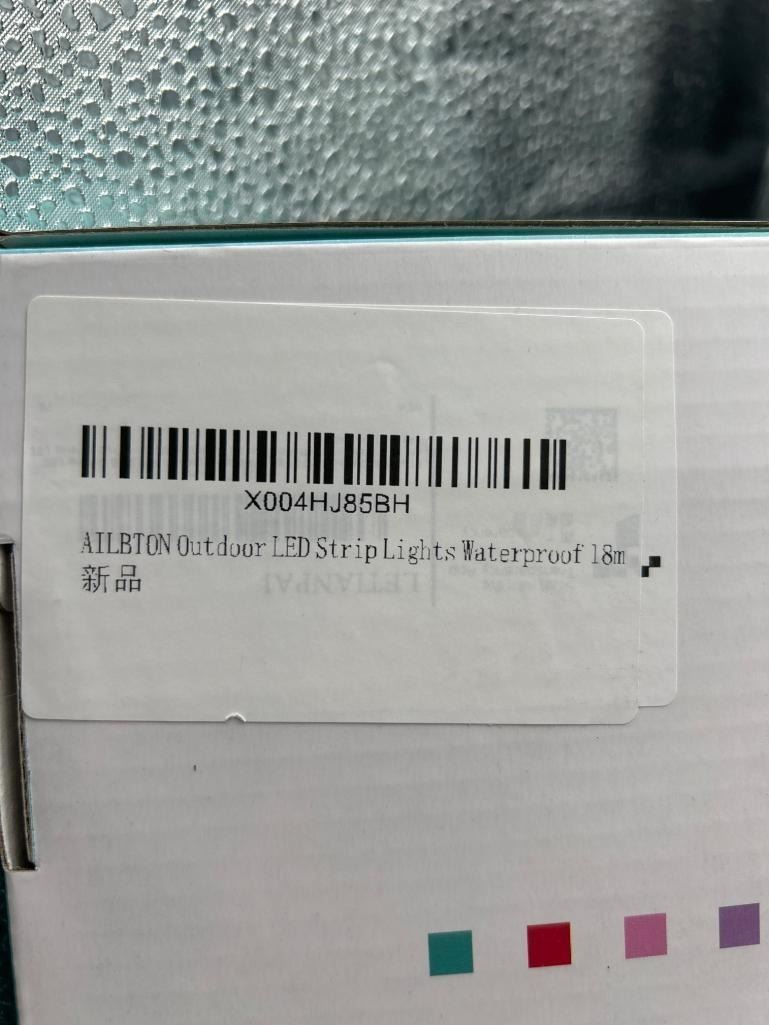 X004HJ85BH
AILBTON Outdoor LED Strip Lights Waterproof 18m
新品